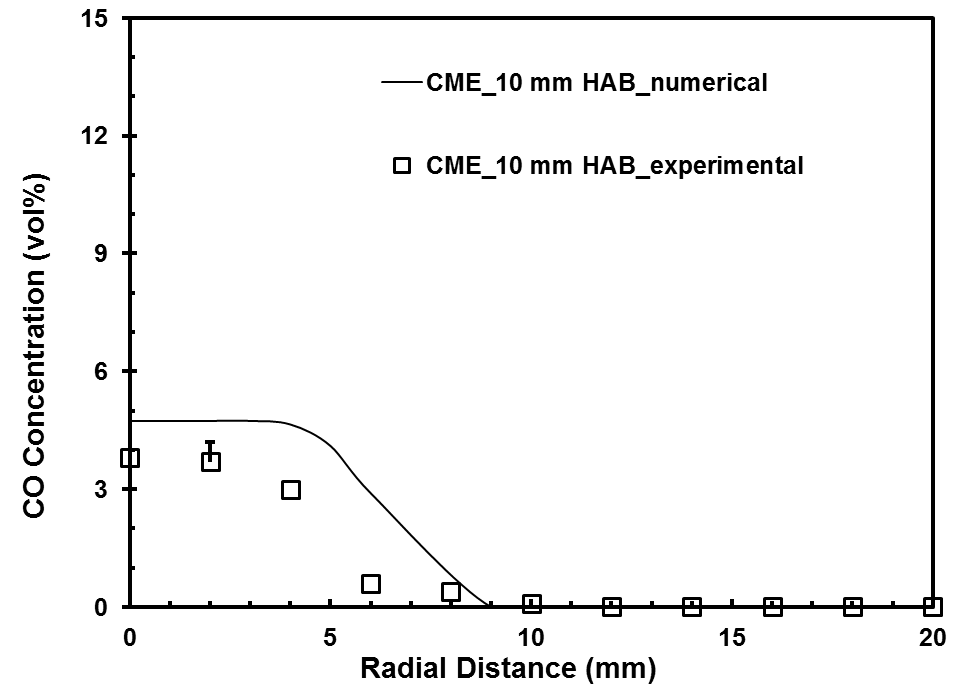 15
CME_10 mm HAB_numerical
12
CME_10 mm HAB_experimental
9
6
3
0
CO Concentration (vol%)
0 5 10 15 20
Radial Distance (mm)